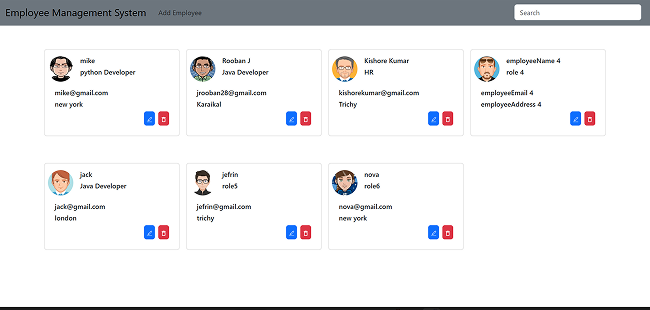 Employee Management System Add Employee Search
mike
python Developer
mike@gmail.com
new york
Rooban J
Java Developer
jrooban28@gmail.com
Karaikal
Kishore Kumar
HR
kishorekumar@gmail.com
Trichy
employeeName 4
role 4
employeeEmail 4
employeeAddress 4
jack
Java Developer
jack@gmail.com
london
jefrin
role5
jefrin@gmail.com
trichy
nova
role6
nova@gmail.com
new york